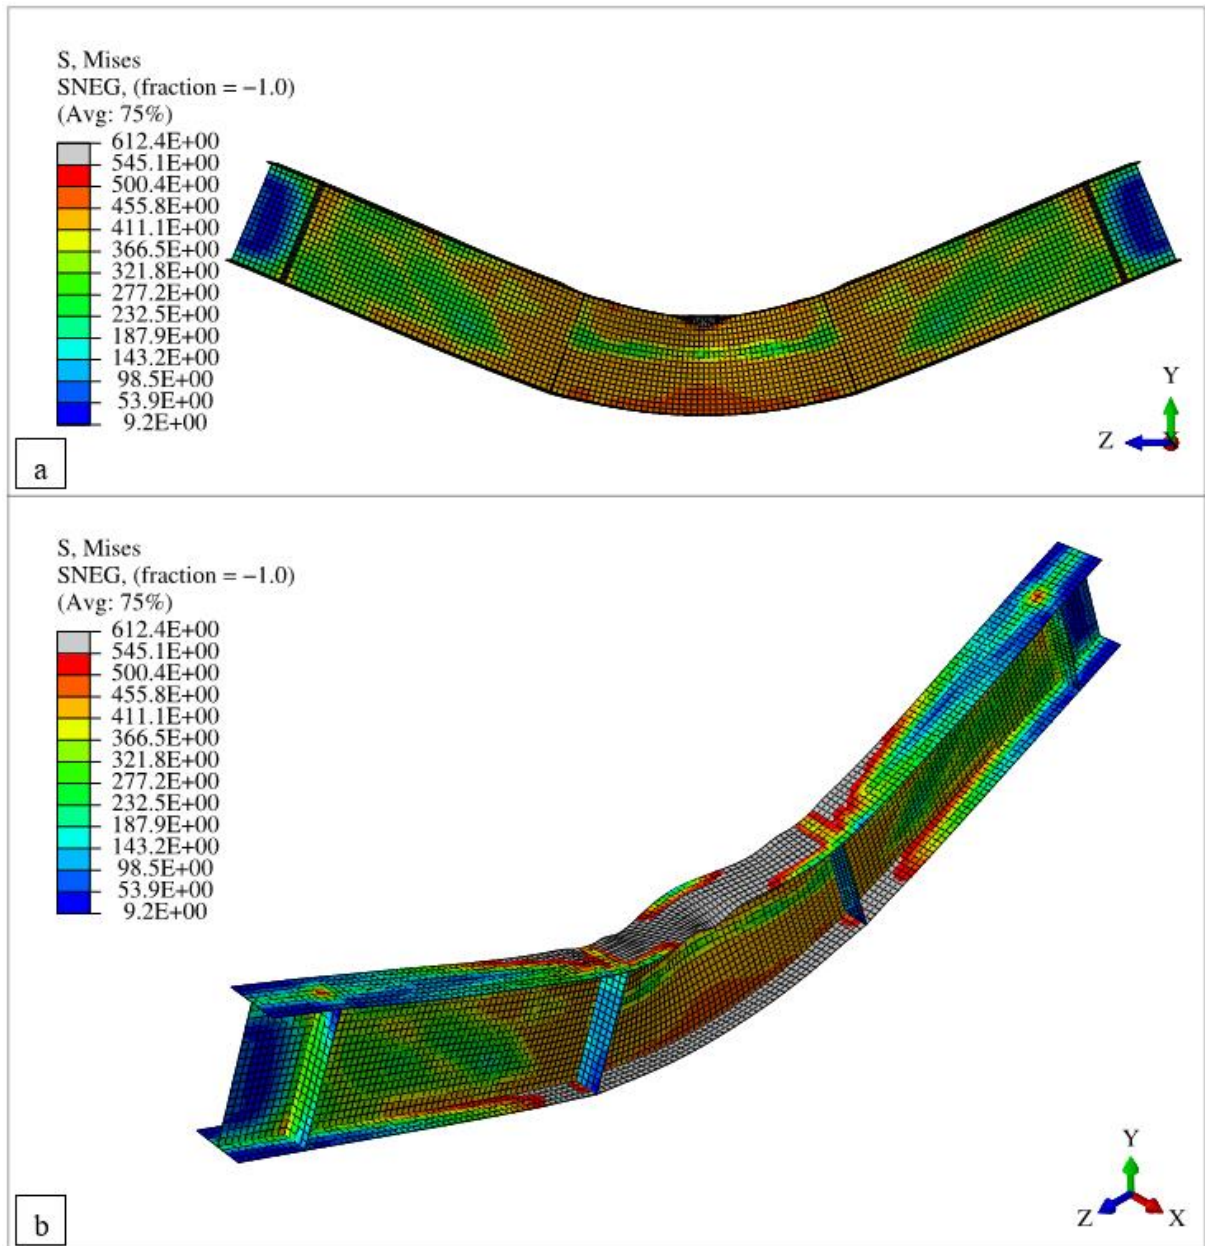 S, Mises
SNEG, (fraction = −1.0)
(Avg: 75%)
612.4E+00
545.1E+00
500.4E+00
455.8E+00
411.1E+00
366.5E+00
321.8E+00
277.2E+00
232.5E+00
187.9E+00
143.2E+00
98.5E+00
53.9E+00
9.2E+00
Y
Z X
a
S, Mises
SNEG, (fraction = −1.0)
(Avg: 75%)
612.4E+00
545.1E+00
500.4E+00
455.8E+00
411.1E+00
366.5E+00
321.8E+00
277.2E+00
232.5E+00
187.9E+00
143.2E+00
98.5E+00
53.9E+00
9.2E+00
Y
Z X
b